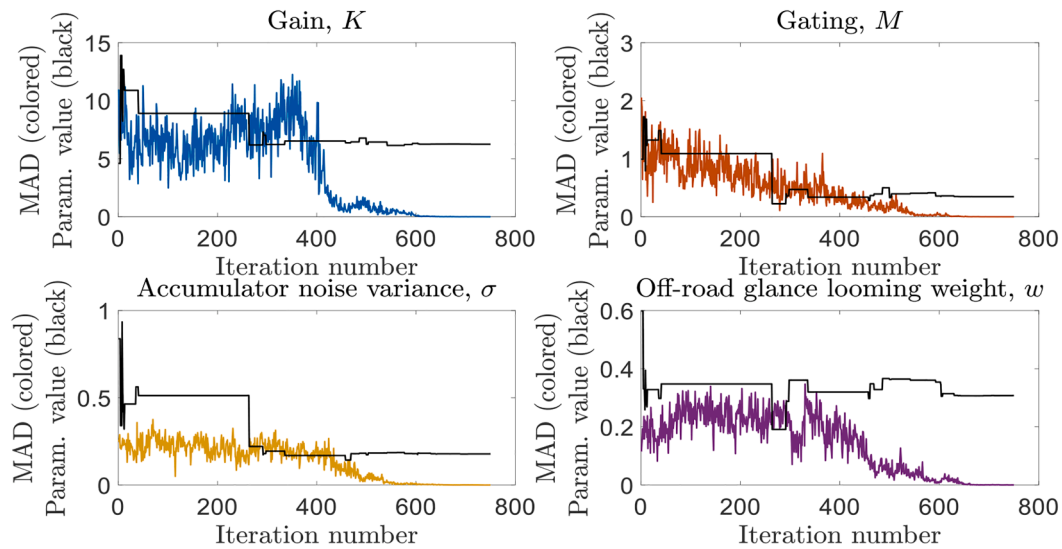 Gain, K
MAD (colored)
Param. value (black)
15
10
5
0
0 200 400 600 800
Iteration number
Gating, M
MAD (colored)
Param. value (black)
3
2
1
0
0 200 400 600 800
Iteration number
Accumulator noise variance, σ
MAD (colored)
Param. value (black)
1
0.5
0
0 200 400 600 800
Iteration number
Off-road glance looming weight, w
MAD (colored)
Param. value (black)
0.6
0.4
0.2
0
0 200 400 600 800
Iteration number